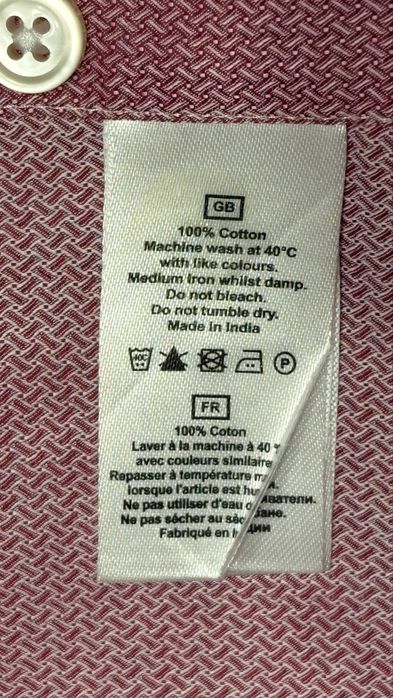 GB
100% Cotton
Machine wash at 40°C
with like colours.
Medium Iron whilst damp.
Do not bleach.
Do not tumble dry.
Made in India
40C P
FR
100% Coton
Laver à la machine à 40
avec couleurs similaire
Repasser à température
lorsque l'article est
Ne pas utiliser d'eau
Ne pas sécher au
Fabriqué en